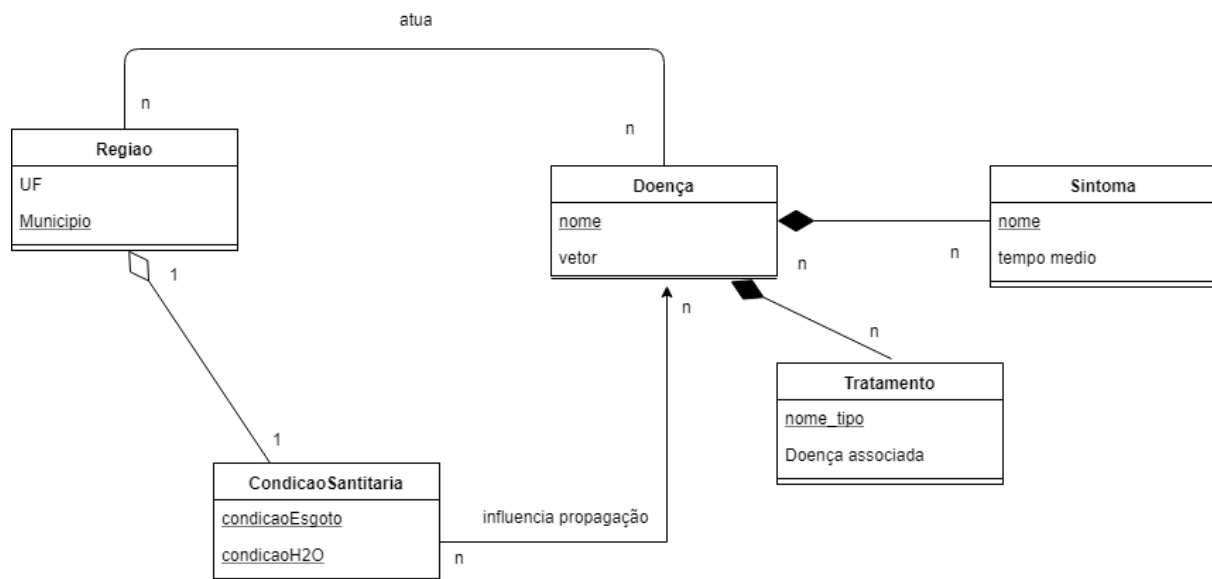 atua
n
n
Regiao
UF
Municipio
1
Doença
nome
vetor
n
n
Sintoma
nome
tempo medio
n
n
Tratamento
nome_tipo
Doença associada
1
CondicaoSantitaria
condicaoEsgoto
condicaoH2O
influencia propagação
n